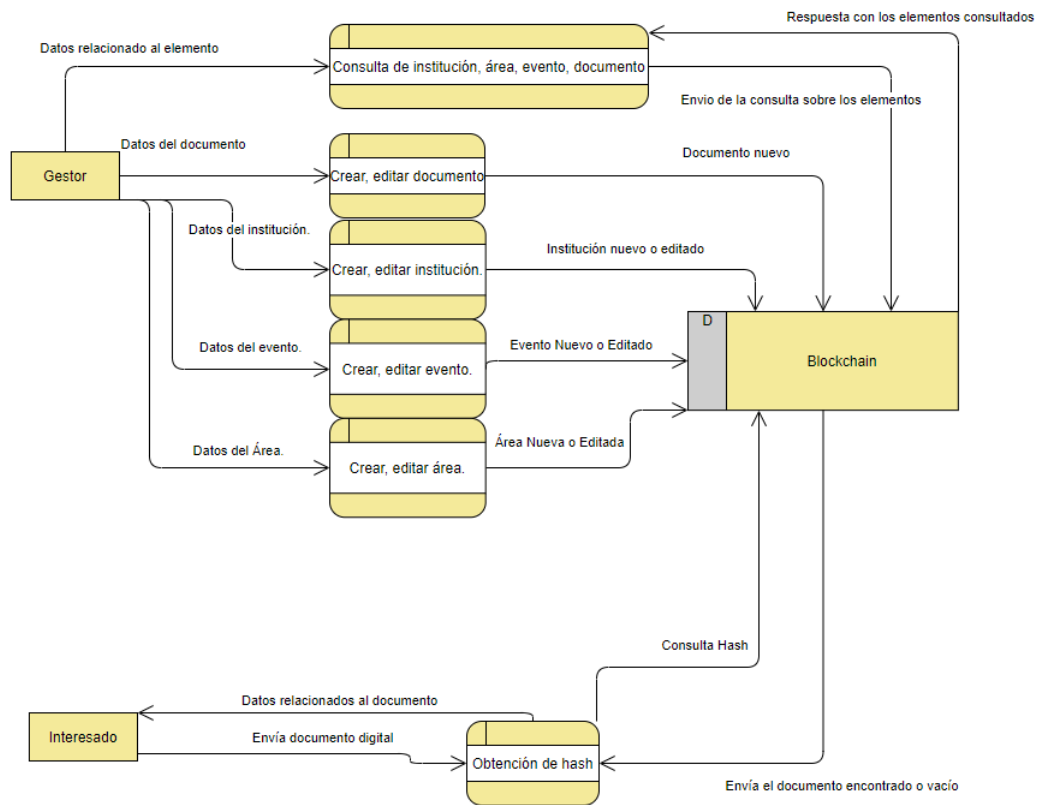 Respuesta con los elementos consultados
Datos relacionado al elemento
Consulta de institución, área, evento, documento
Envio de la consulta sobre los elementos
Datos del documento
Documento nuevo
Gestor
Crear, editar documento
Datos del institución.
Institución nuevo o editado
Crear, editar institución.
D
Datos del evento.
Evento Nuevo o Editado
Blockchain
Crear, editar evento.
Datos del Área.
Área Nueva o Editada
Crear, editar área.
Consulta Hash
Datos relacionados al documento
Interesado
Envía documento digital
Obtención de hash
Envía el documento encontrado o vacío